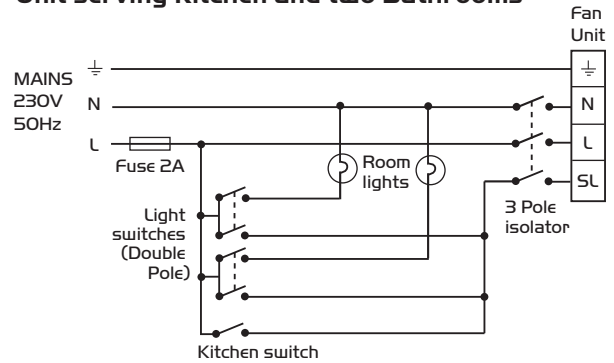 Unit serving Kitchen and two Bathrooms
Fan
Unit
MAINS
230V
50Hz
N
L
Fuse 2A
N
L
SL
Room
lights
3 Pole
isolator
Light
switches
(Double
Pole)
Kitchen switch